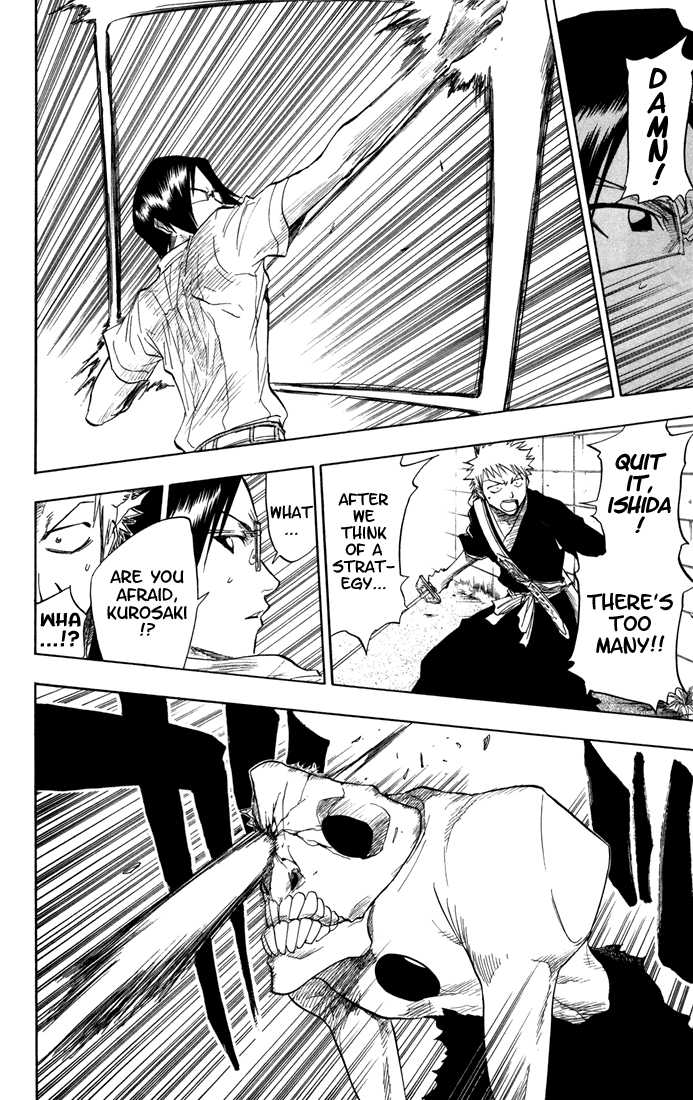 DAMN!
QUIT
IT,
ISHIDA
!
THERE'S
TOO
MANY!!
AFTER
WE
THINK
OF A
STRAT-
EGY...
WHAT
...
ARE YOU
AFRAID,
KUROSAKI
!?
WHA
...!?